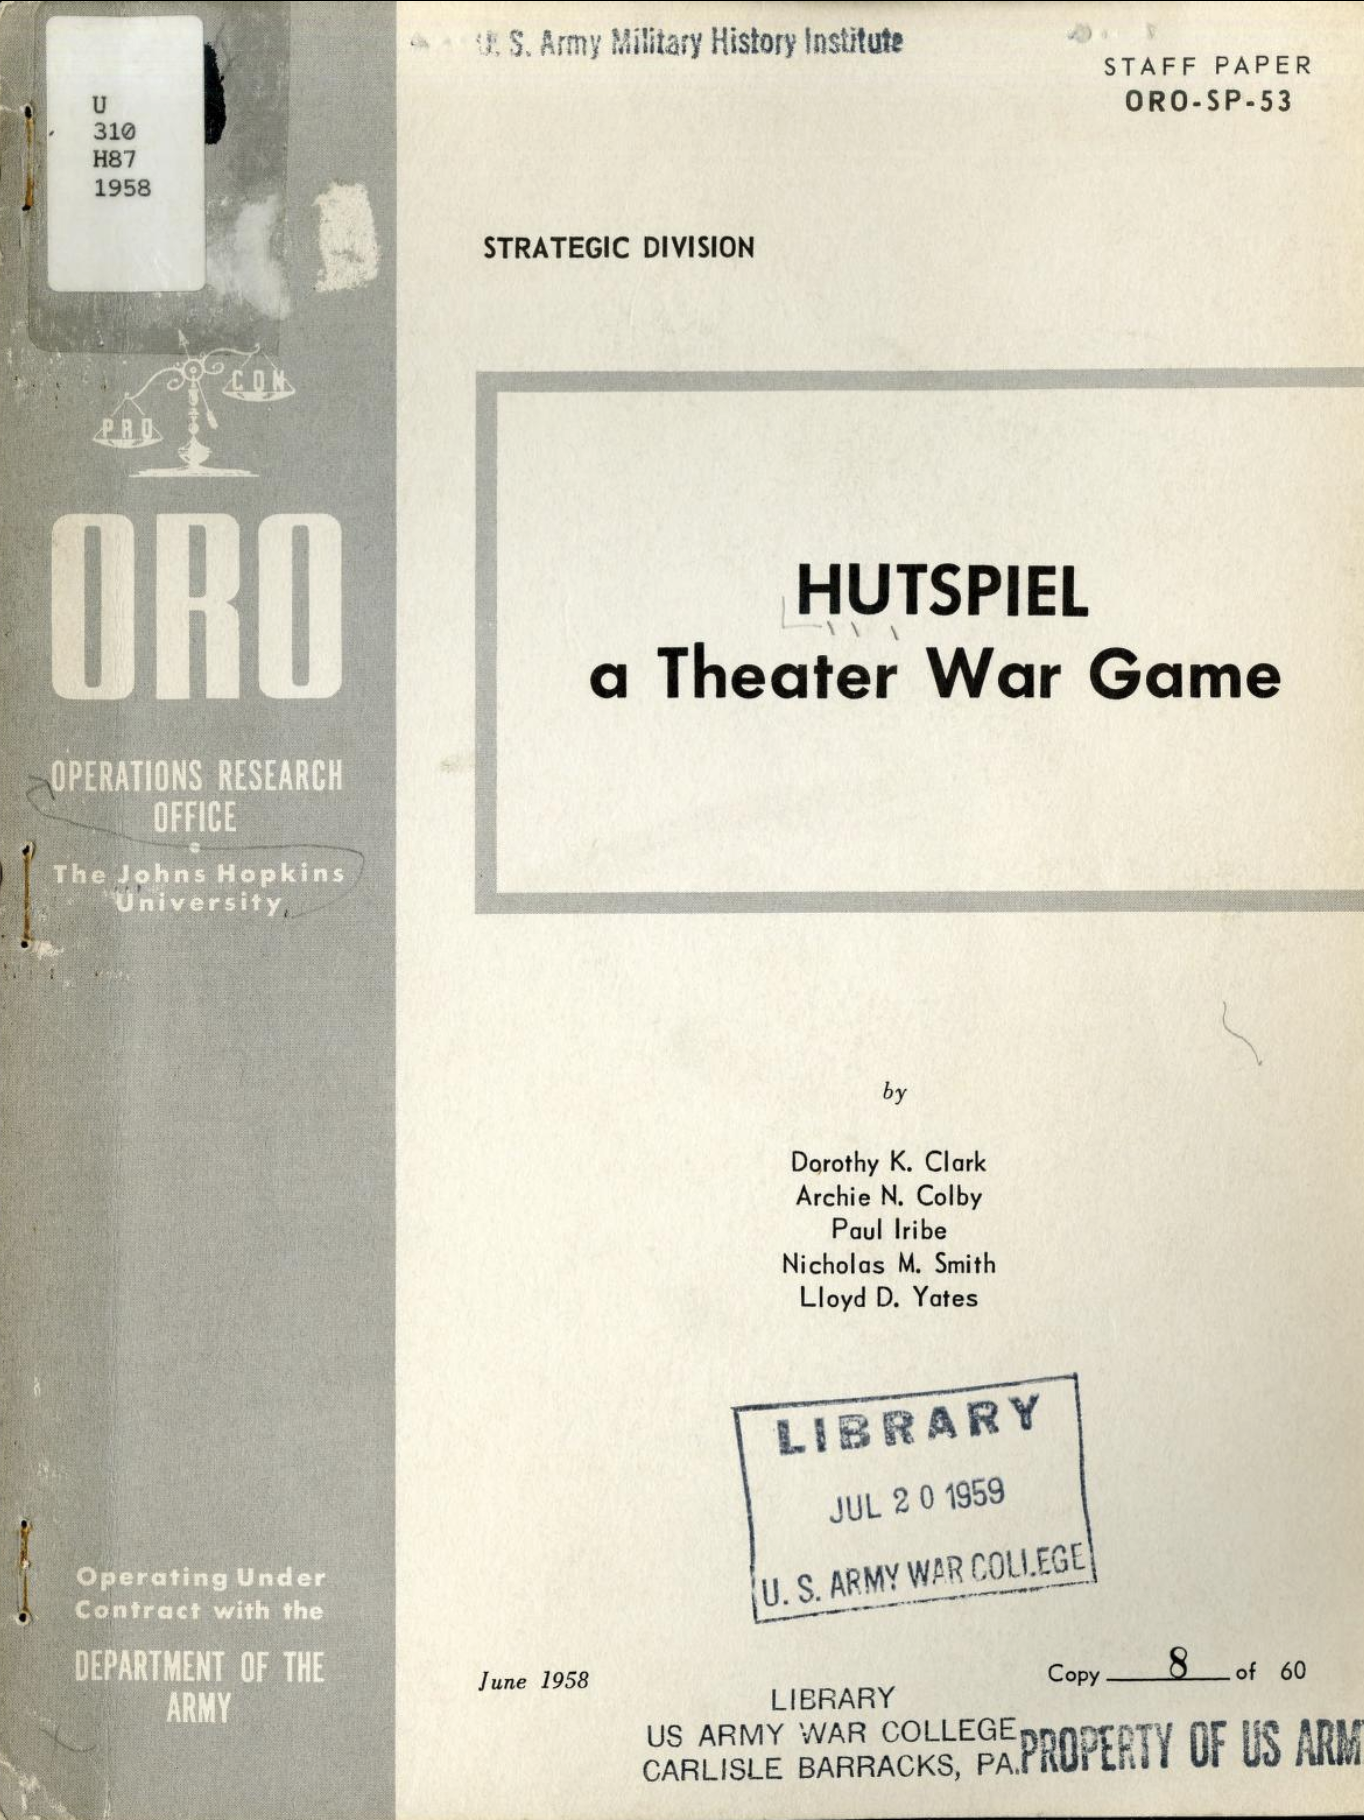 U. S. Army Military History Institute
STAFF PAPER
ORO-SP-53
U
310
H87
1958
STRATEGIC DIVISION
PRO
CON
ORO
OPERATIONS RESEARCH
OFFICE
The Johns Hopkins
University
HUTSPIEL
a Theater War Game
by
Dorothy K. Clark
Archie N. Colby
Paul Iribe
Nicholas M. Smith
Lloyd D. Yates
LIBRARY
JUL 20 1959
U. S. ARMY WAR COLLEGE
Operating Under
Contract with the
DEPARTMENT OF THE
ARMY
June 1958
Copy 8 of 60
LIBRARY
US ARMY WAR COLLEGE
CARLISLE BARRACKS, PA.
PROPERTY OF US ARM